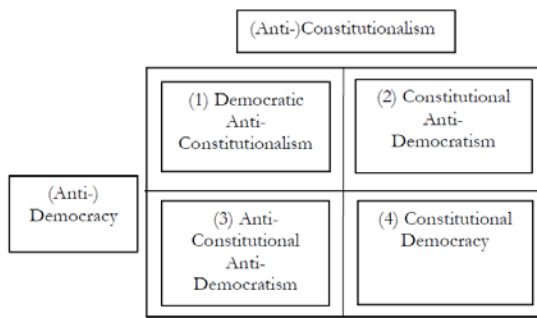 (Anti-)Constitutionalism
(1) Democratic
Anti-
Constitutionalism
(2) Constitutional
Anti-
Democratism
(Anti-)
Democracy
(3) Anti-
Constitutional
Anti-
Democratism
(4) Constitutional
Democracy